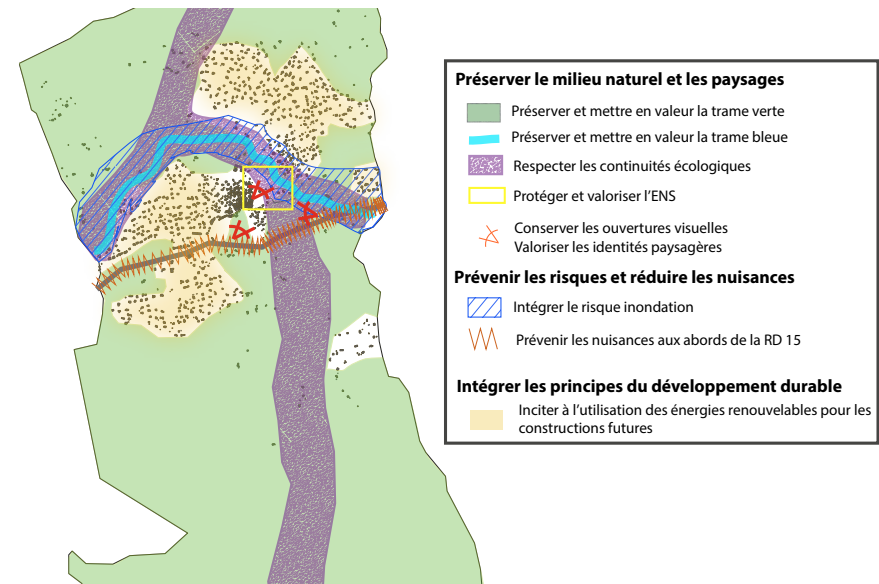 Préserver le milieu naturel et les paysages
Préserver et mettre en valeur la trame verte
Préserver et mettre en valeur la trame bleue
Respecter les continuités écologiques
Protéger et valoriser l'ENS
Conserver les ouvertures visuelles
Valoriser les identités paysagères
Prévenir les risques et réduire les nuisances
Intégrer le risque inondation
Prévenir les nuisances aux abords de la RD 15
Intégrer les principes du développement durable
Inciter à l'utilisation des énergies renouvelables pour les
constructions futures